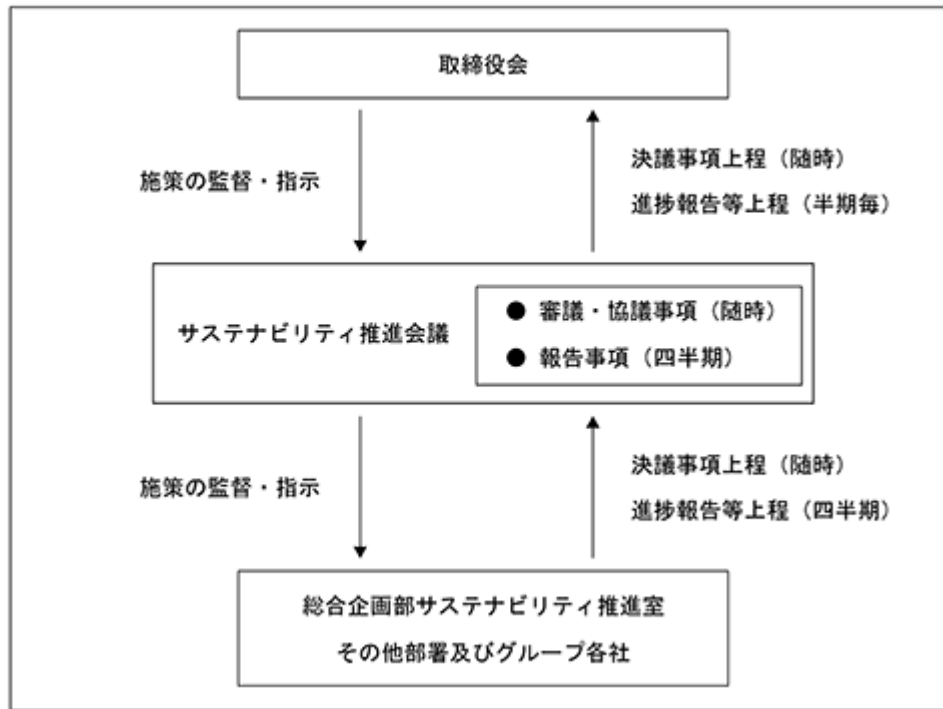 取締役会
施策の監督・指示
決議事項上程（随時）
進捗報告等上程（半期毎）
サステナビリティ推進会議
● 審議・協議事項（随時）
● 報告事項（四半期）
施策の監督・指示
決議事項上程（随時）
進捗報告等上程（四半期）
総合企画部サステナビリティ推進室
その他部署及びグループ各社